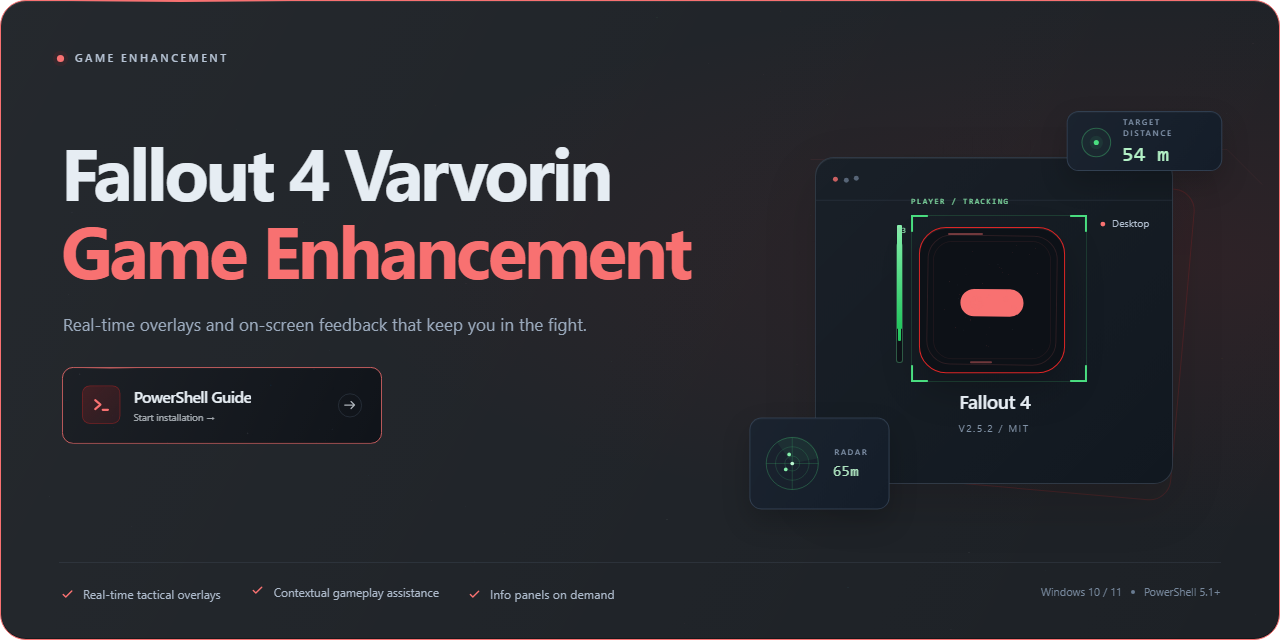 GAME ENHANCEMENT
Fallout 4 Varvorin
Game Enhancement
Real-time overlays and on-screen feedback that keep you in the fight.
PowerShell Guide
Start installation →
TARGET
DISTANCE
54 m
PLAYER / TRACKING
Desktop
Fallout 4
V2.5.2 / MIT
RADAR
65m
Real-time tactical overlays
Contextual gameplay assistance
Info panels on demand
Windows 10 / 11 • PowerShell 5.1+